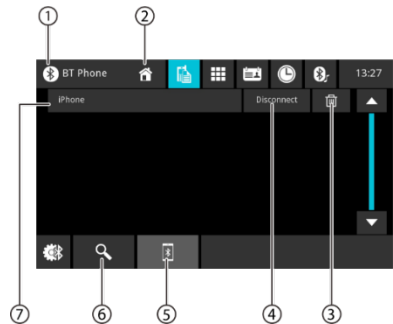 ① ②
BT Phone 13:27
iPhone Disconnect
⑦ ⑥ ⑤ ④ ③